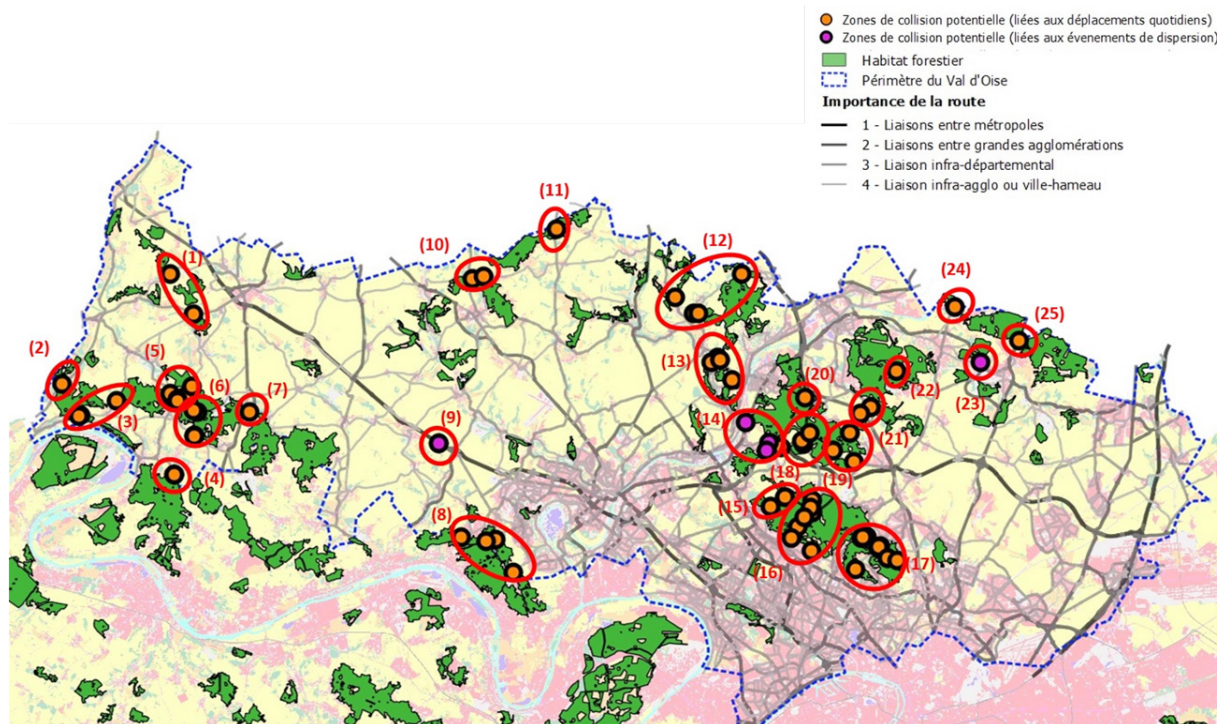 Zones de collision potentielle (liées aux déplacements quotidiens)
Zones de collision potentielle (liées aux évenements de dispersion)
Habitat forestier
Périmètre du Val d'Oise
Importance de la route
1 - Liaisons entre métropoles
2 - Liaisons entre grandes agglomérations
3 - Liaison infra-départemental
4 - Liaison infra-agglo ou ville-hameau
(11)
(10)
(12)
(1)
(24)
(25)
(2)
(5)
(13)
(20)
(22)
(6)
(7)
(3)
(23)
(9)
(14)
(21)
(4)
(18)
(19)
(15)
(8)
(16)
(17)